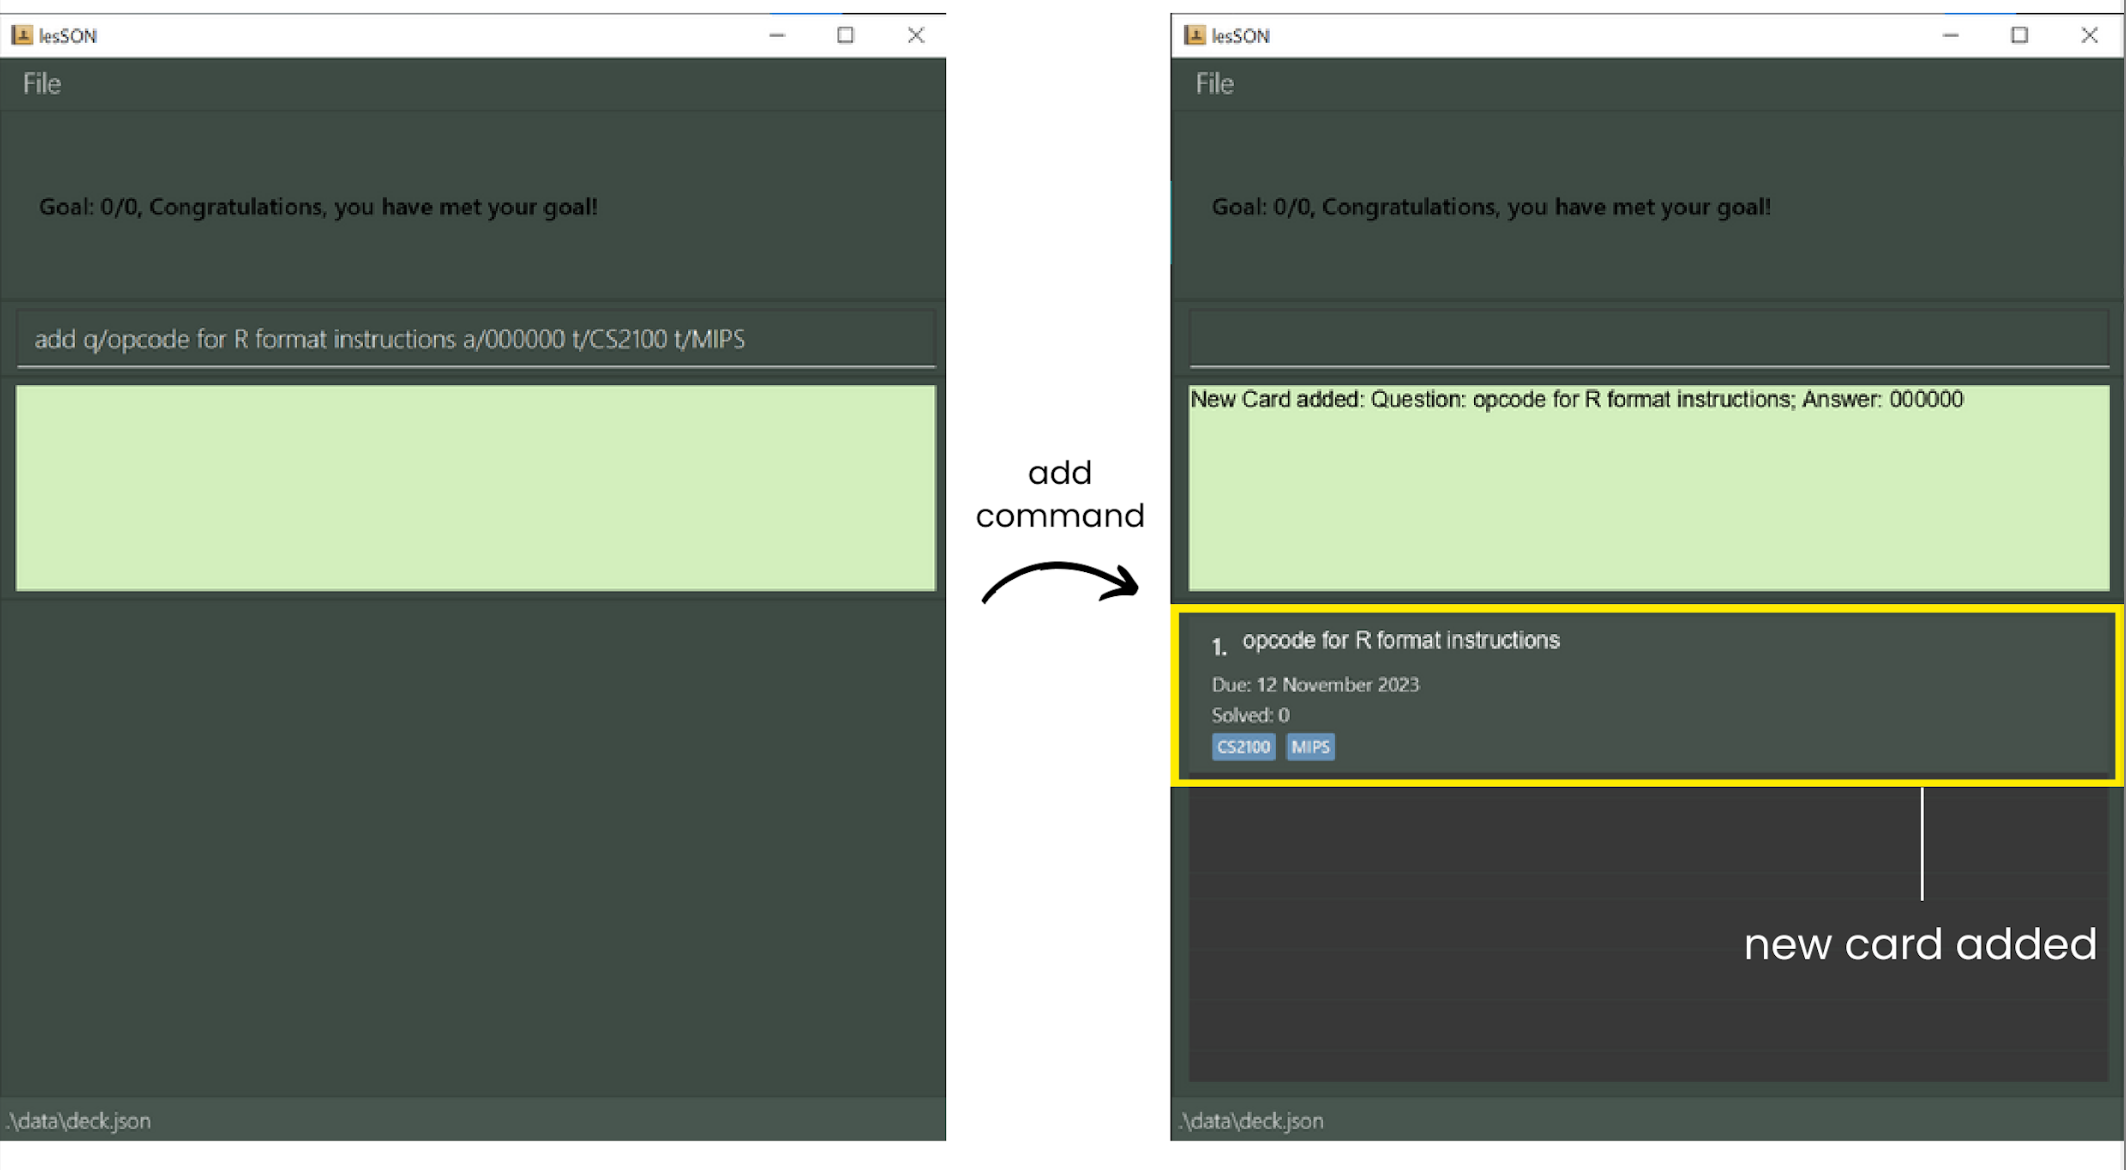 lesSON
File
Goal: 0/0, Congratulations, you have met your goal!
add q/opcode for R format instructions a/000000 t/CS2100 t/MIPS
.\data\deck.json
add
command
lesSON
File
Goal: 0/0, Congratulations, you have met your goal!
New Card added: Question: opcode for R format instructions; Answer: 000000
1. opcode for R format instructions
Due: 12 November 2023
Solved: 0
CS2100 MIPS
new card added
.\data\deck.json